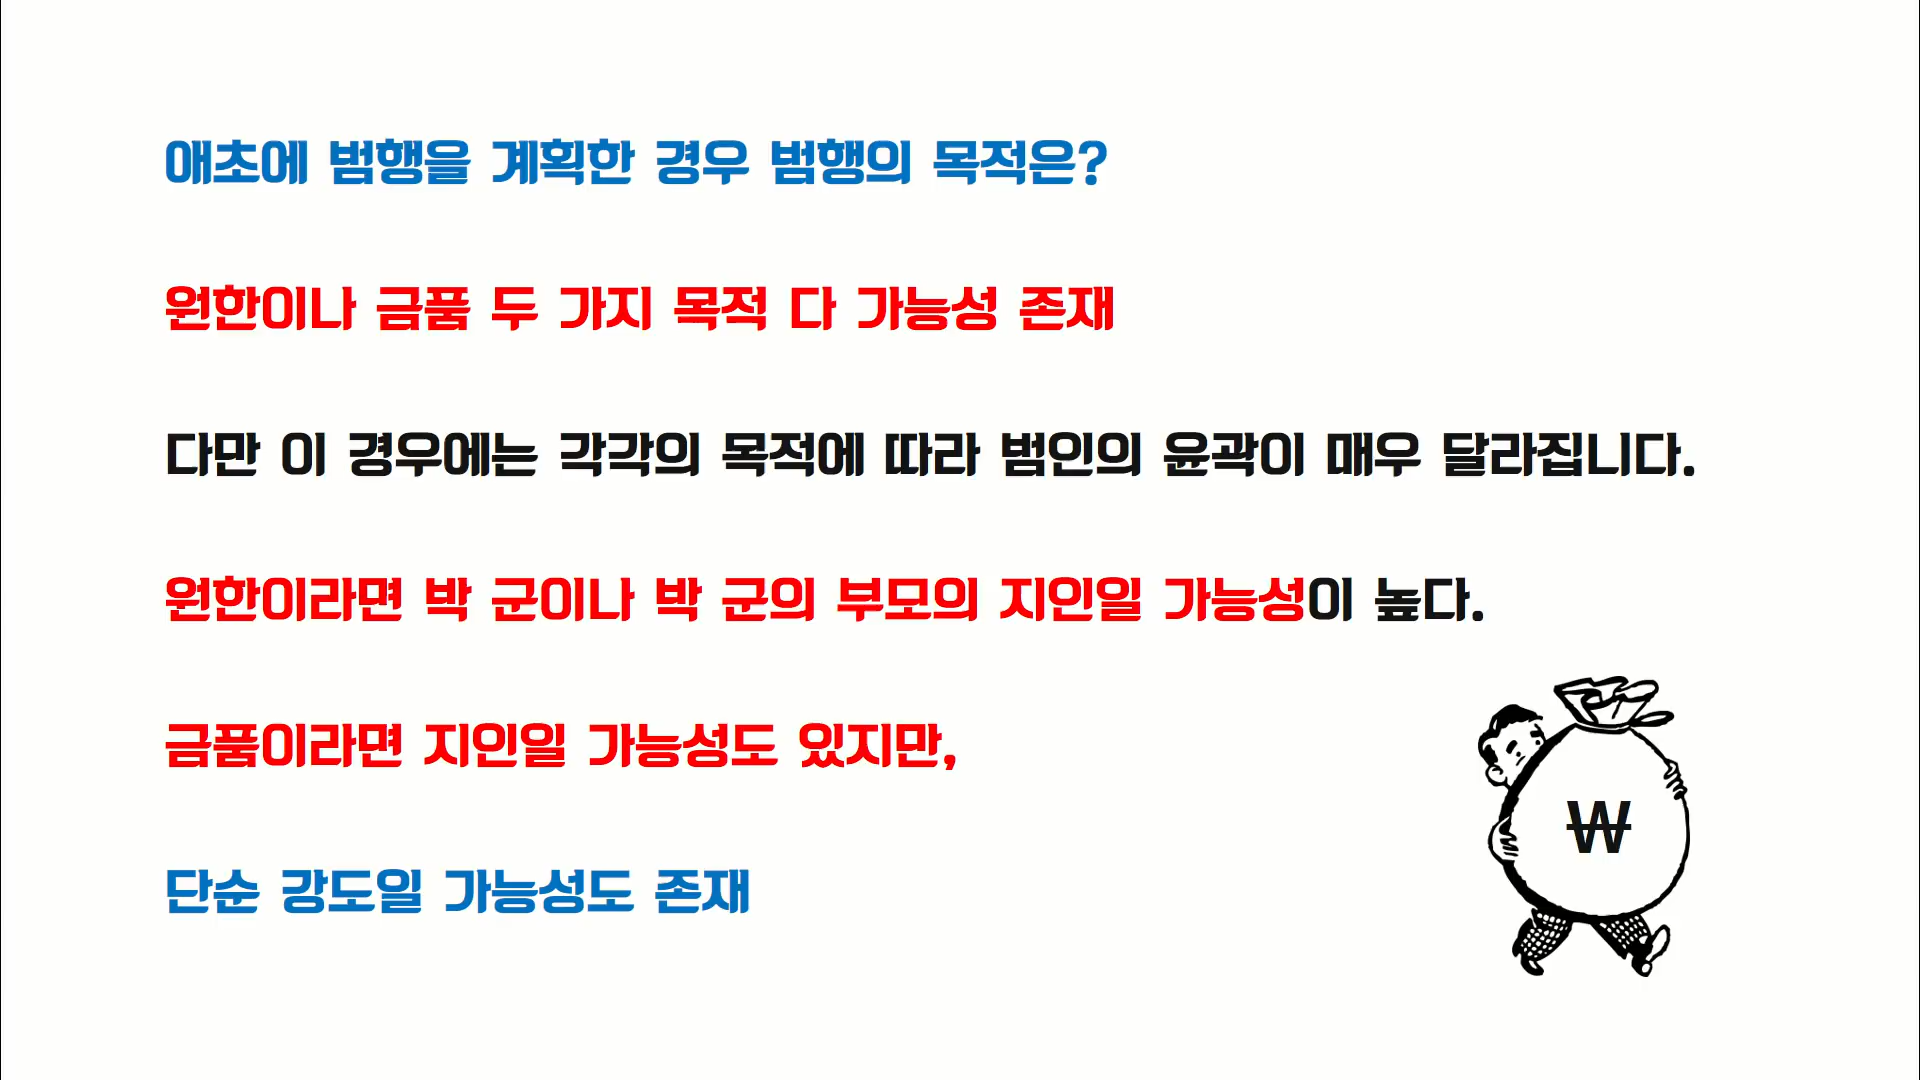 애초에 범행을 계획한 경우 범행의 목적은?
원한이나 금품 두 가지 목적 다 가능성 존재
다만 이 경우에는 각각의 목적에 따라 범인의 윤곽이 매우 달라집니다.
원한이라면 박 군이나 박 군의 부모의 지인일 가능성이 높다.
금품이라면 지인일 가능성도 있지만,
단순 강도일 가능성도 존재
₩